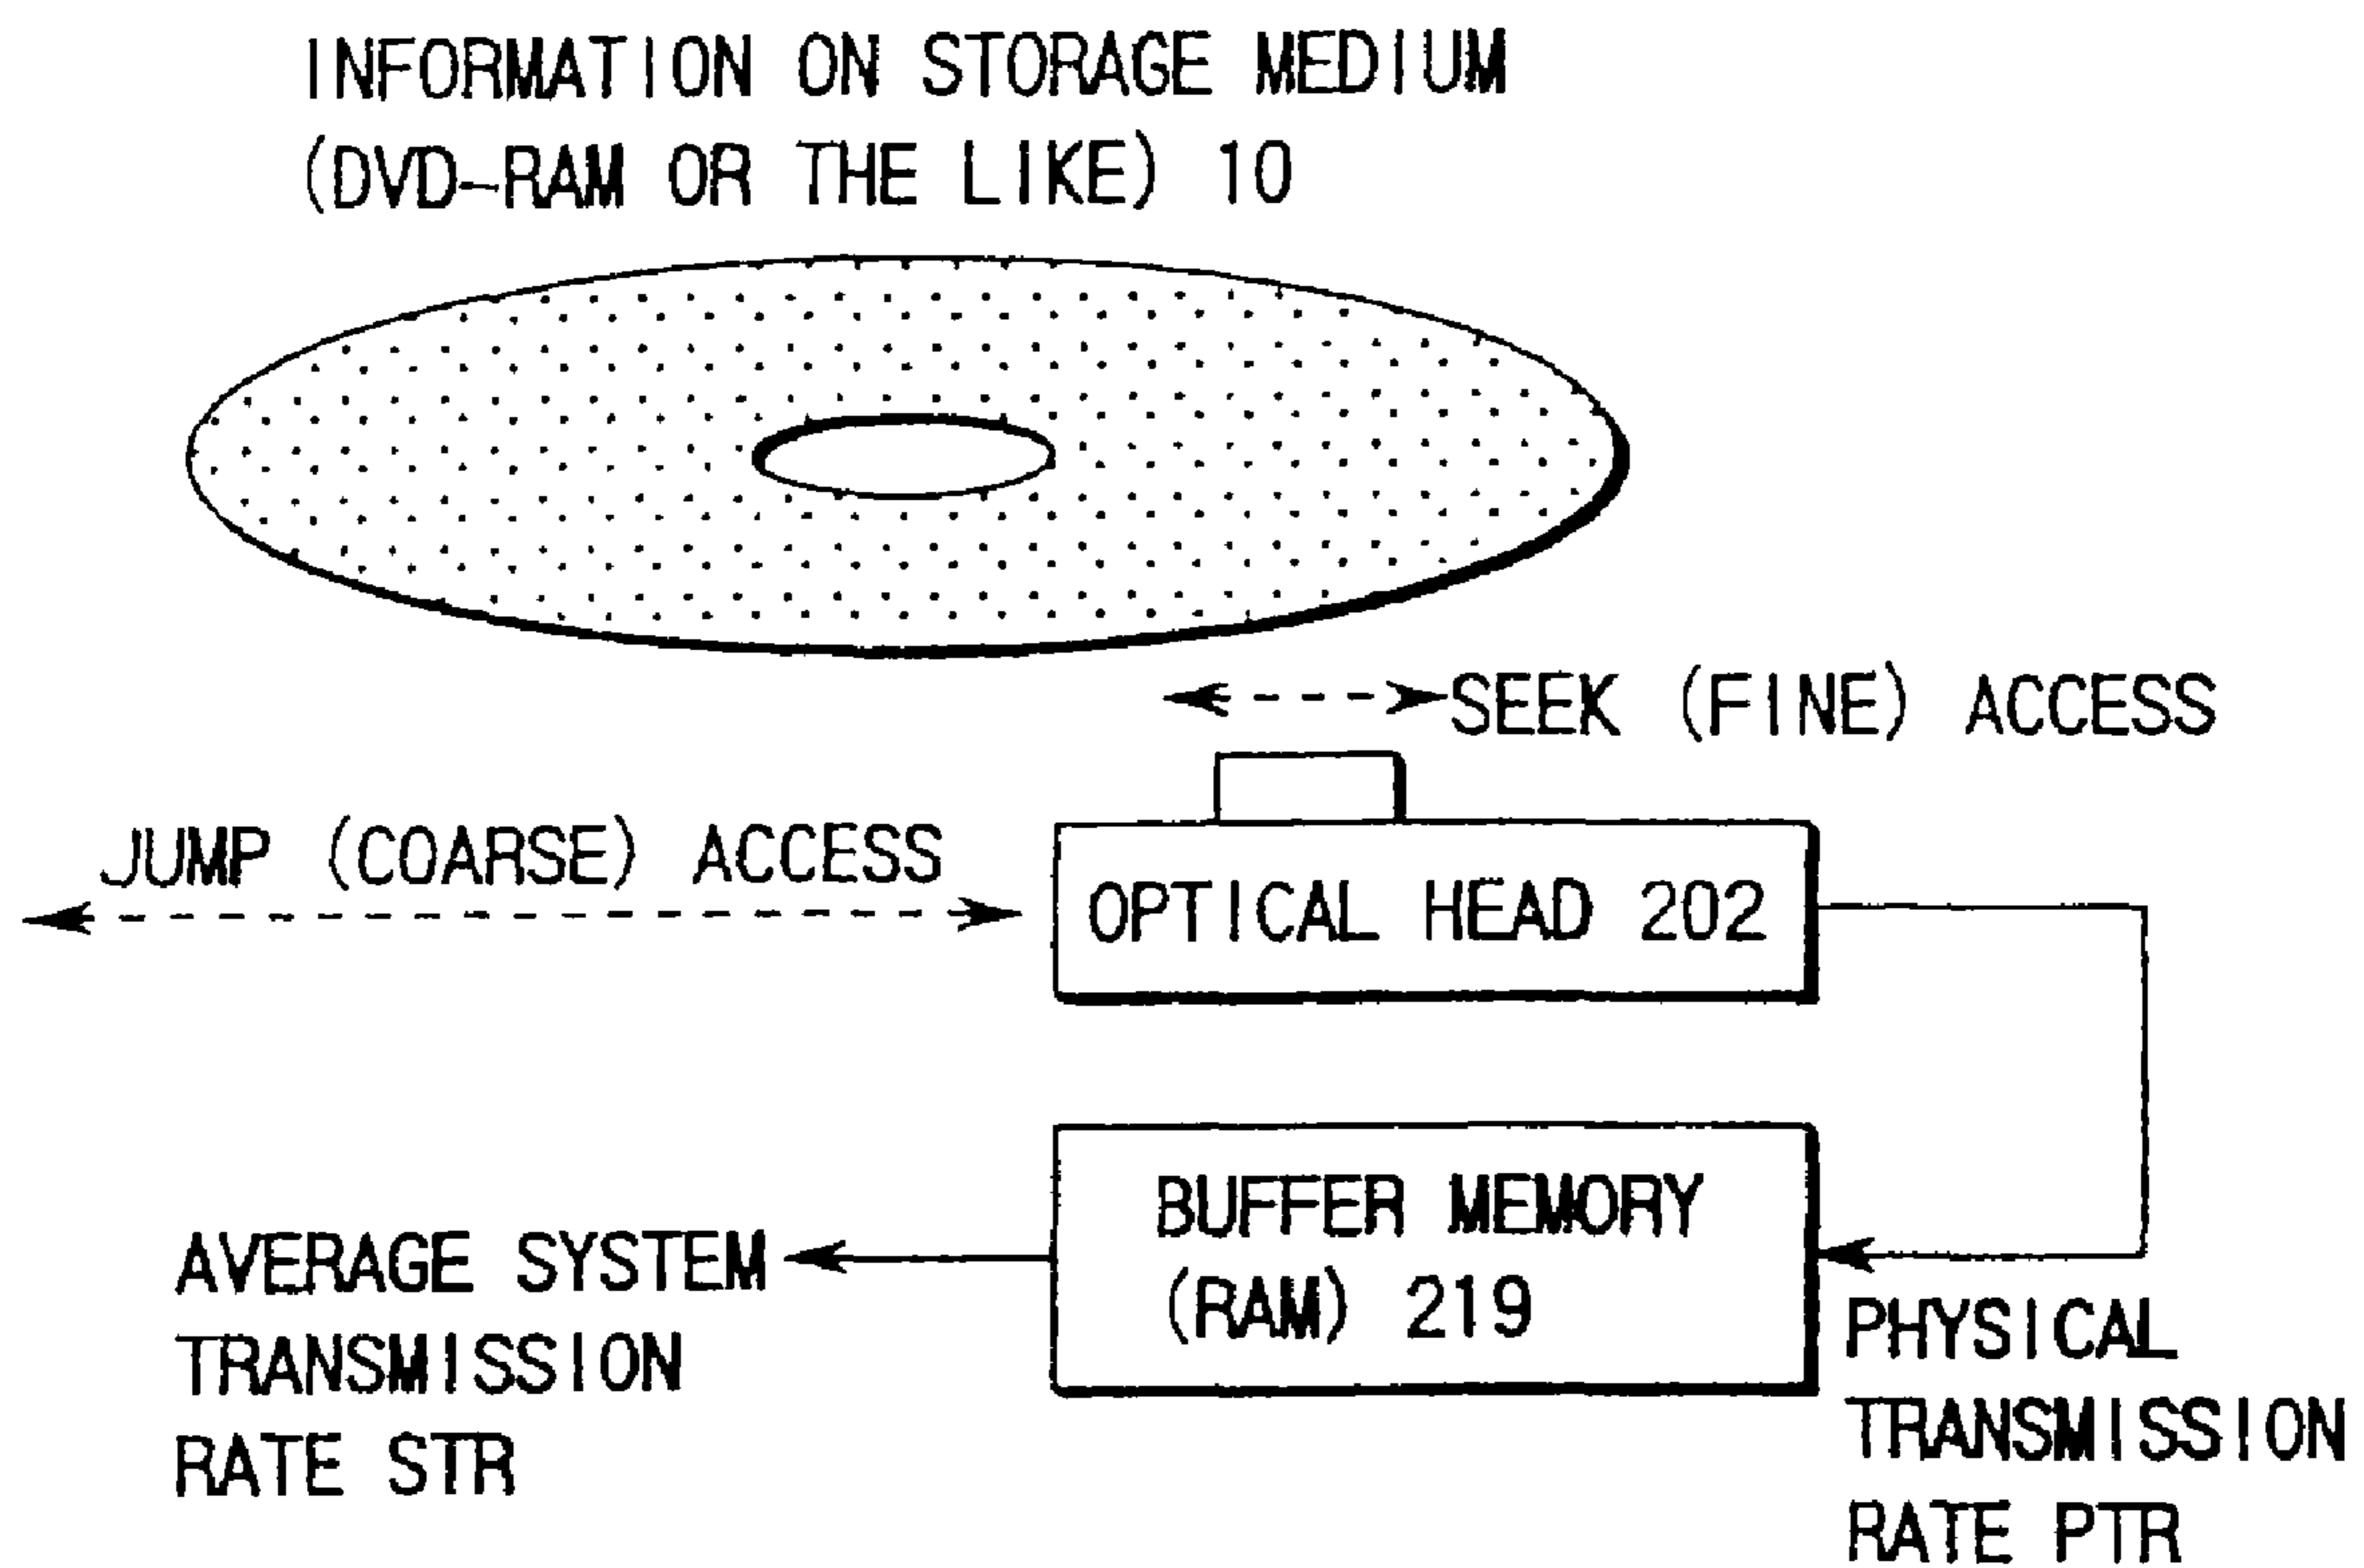 INFORMATION ON STORAGE MEDIUM
(DVD-RAM OR THE LIKE) 10
SEEK (FINE) ACCESS
JUMP (COARSE) ACCESS
OPTICAL HEAD 202
BUFFER MEMORY
(RAM) 219
AVERAGE SYSTEM
TRANSMISSION
RATE STR
PHYSICAL
TRANSMISSION
RATE PTR